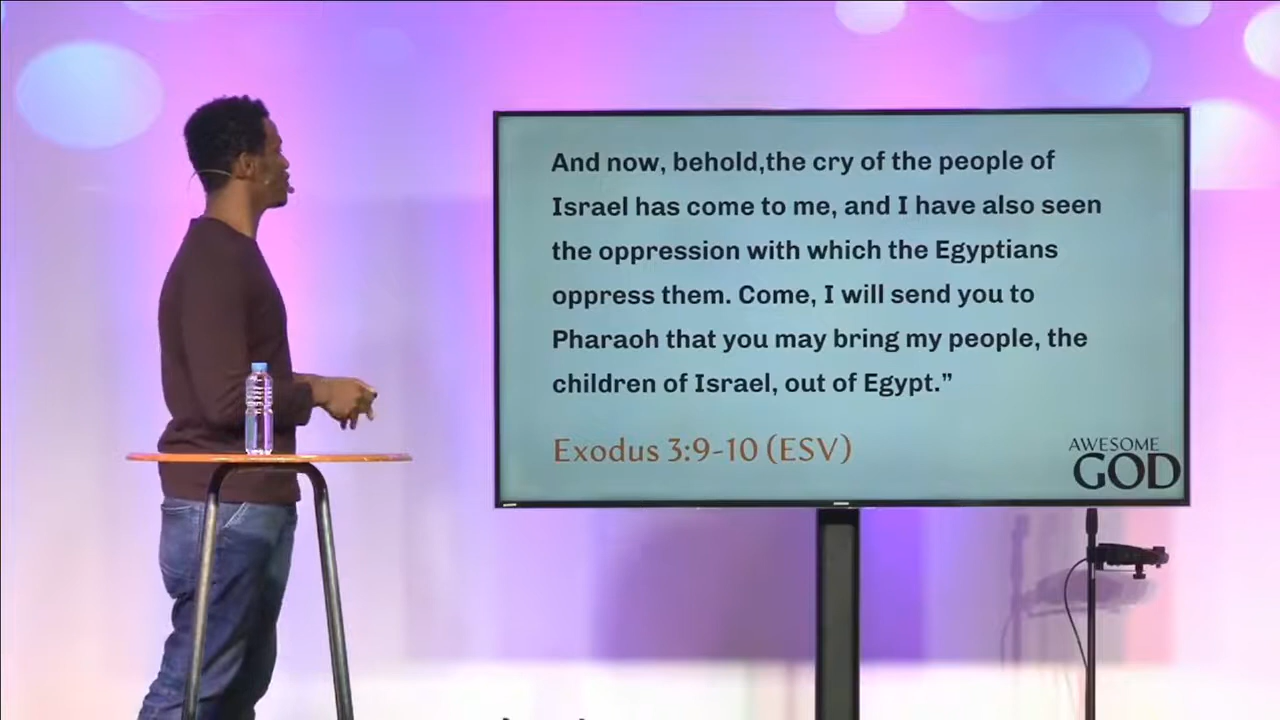 And now, behold,the cry of the people of
Israel has come to me, and I have also seen
the oppression with which the Egyptians
oppress them. Come, I will send you to
Pharaoh that you may bring my people, the
children of Israel, out of Egypt.”
Exodus 3:9-10 (ESV)
AWESOME
GOD